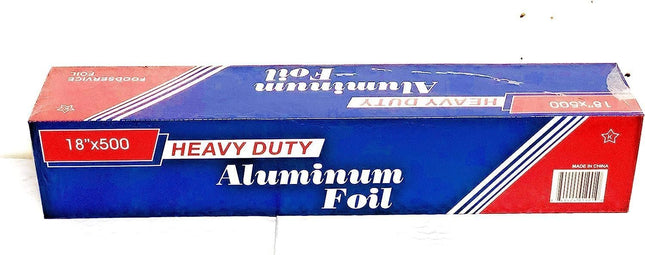 FOODSERVICE
FOIL
Aluminum
Foil
HEAVY DUTY
18"x500
K
18"x500
HEAVY DUTY
Aluminum
Foil
K
MADE IN CHINA